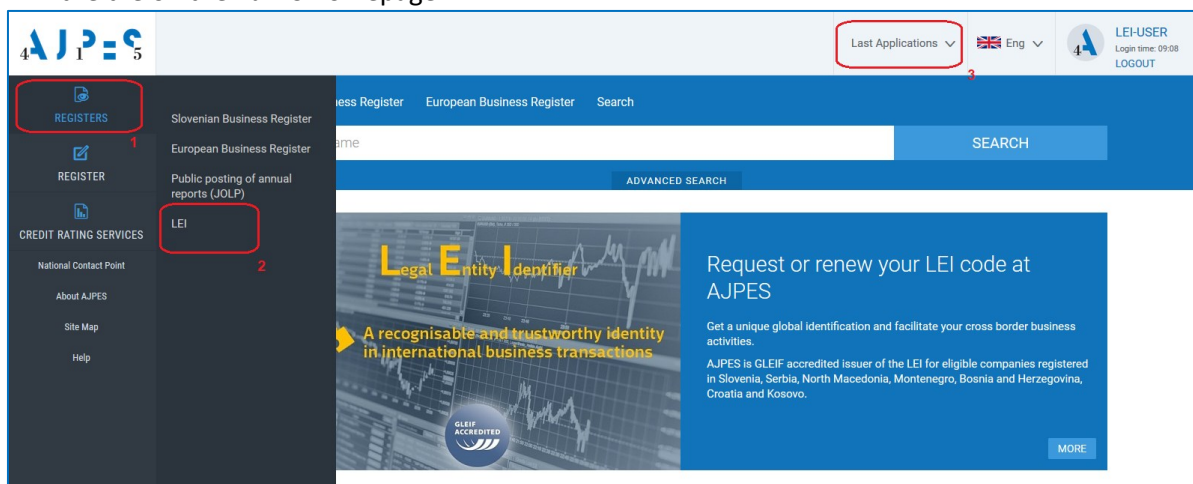 4AJ1PES5
Last Applications
Eng
4A
LEI-USER
Login time: 09:08
LOGOUT
3
REGISTERS
1
REGISTER
CREDIT RATING SERVICES
National Contact Point
About AJPES
Site Map
Help
Slovenian Business Register
European Business Register
Public posting of annual
reports (JOLP)
LEI
2
Business Register European Business Register Search
SEARCH
ADVANCED SEARCH
Legal Entity Identifier
A recognisable and trustworthy identity
in international business transactions
GLEIF
ACCREDITED
Request or renew your LEI code at
AJPES
Get a unique global identification and facilitate your cross border business
activities.
AJPES is GLEIF accredited issuer of the LEI for eligible companies registered
in Slovenia, Serbia, North Macedonia, Montenegro, Bosnia and Herzegovina,
Croatia and Kosovo.
MORE